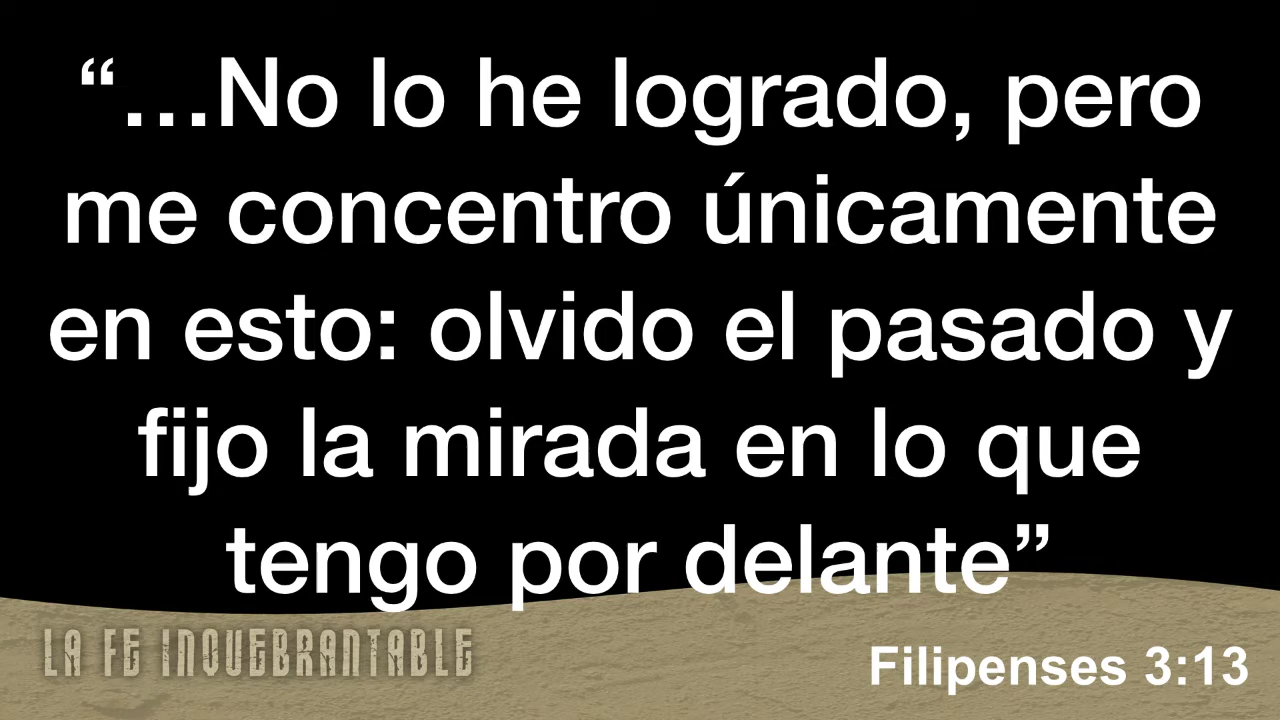 “…No lo he logrado, pero
me concentro únicamente
en esto: olvido el pasado y
fijo la mirada en lo que
tengo por delante”
LA FE INQUEBRANTABLE
Filipenses 3:13